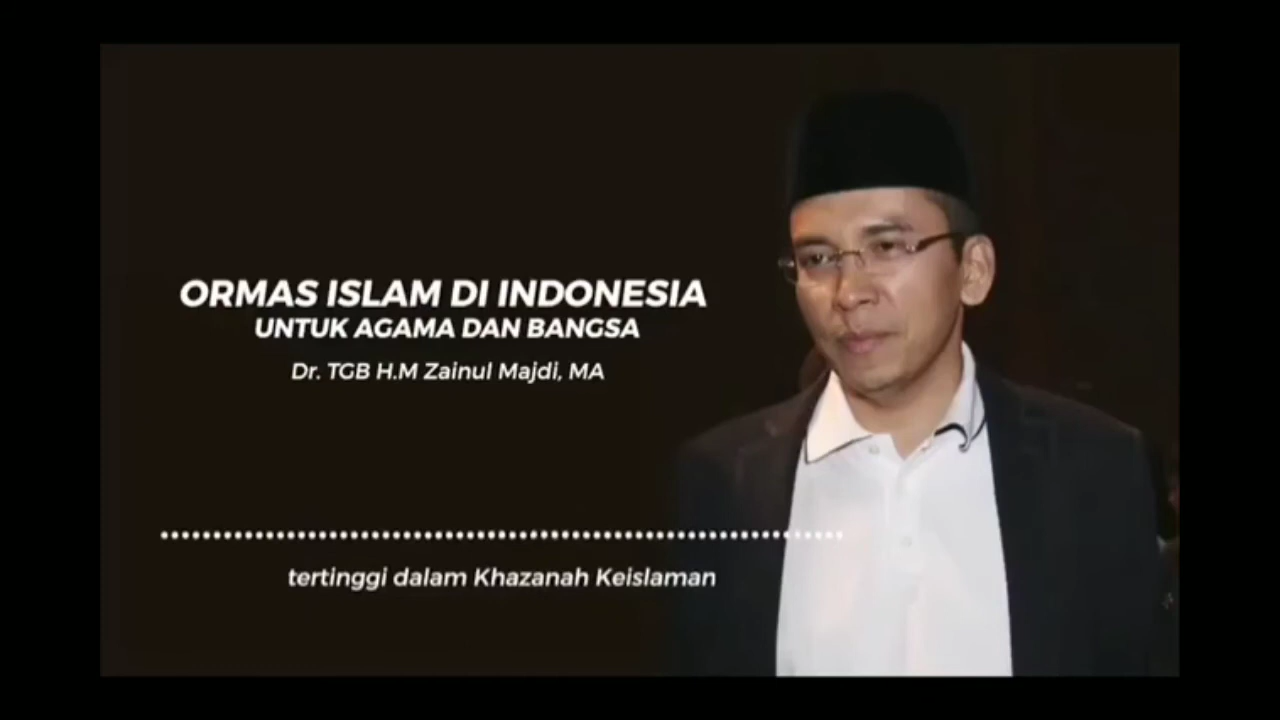 ORMAS ISLAM DI INDONESIA
UNTUK AGAMA DAN BANGSA
Dr. TGB H.M Zainul Majdi, MA
tertinggi dalam Khazanah Keislaman